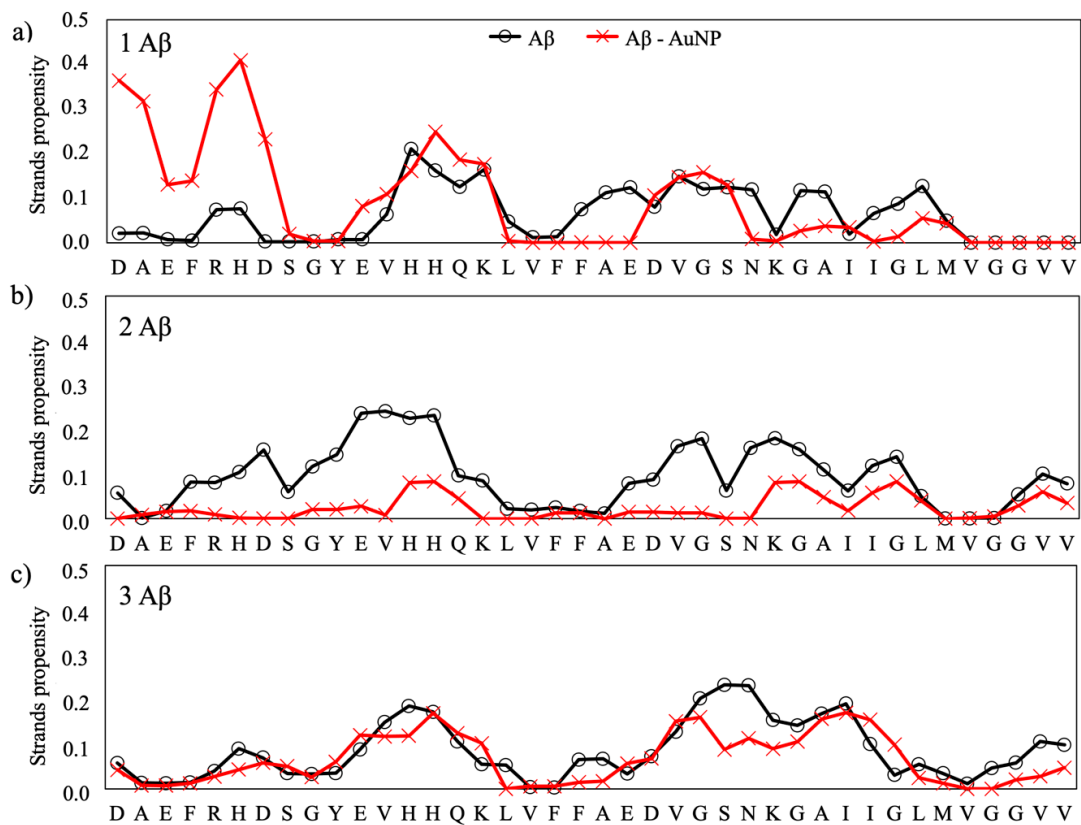 a)
1 Aβ
Aβ
Aβ - AuNP
Strands propensity
0.5
0.4
0.3
0.2
0.1
0.0
D A E F R H D S G Y E V H H Q K L V F F A E D V G S N K G A I I G L M V G G V V
b)
2 Aβ
Strands propensity
0.5
0.4
0.3
0.2
0.1
0.0
D A E F R H D S G Y E V H H Q K L V F F A E D V G S N K G A I I G L M V G G V V
c)
3 Aβ
Strands propensity
0.5
0.4
0.3
0.2
0.1
0.0
D A E F R H D S G Y E V H H Q K L V F F A E D V G S N K G A I I G L M V G G V V